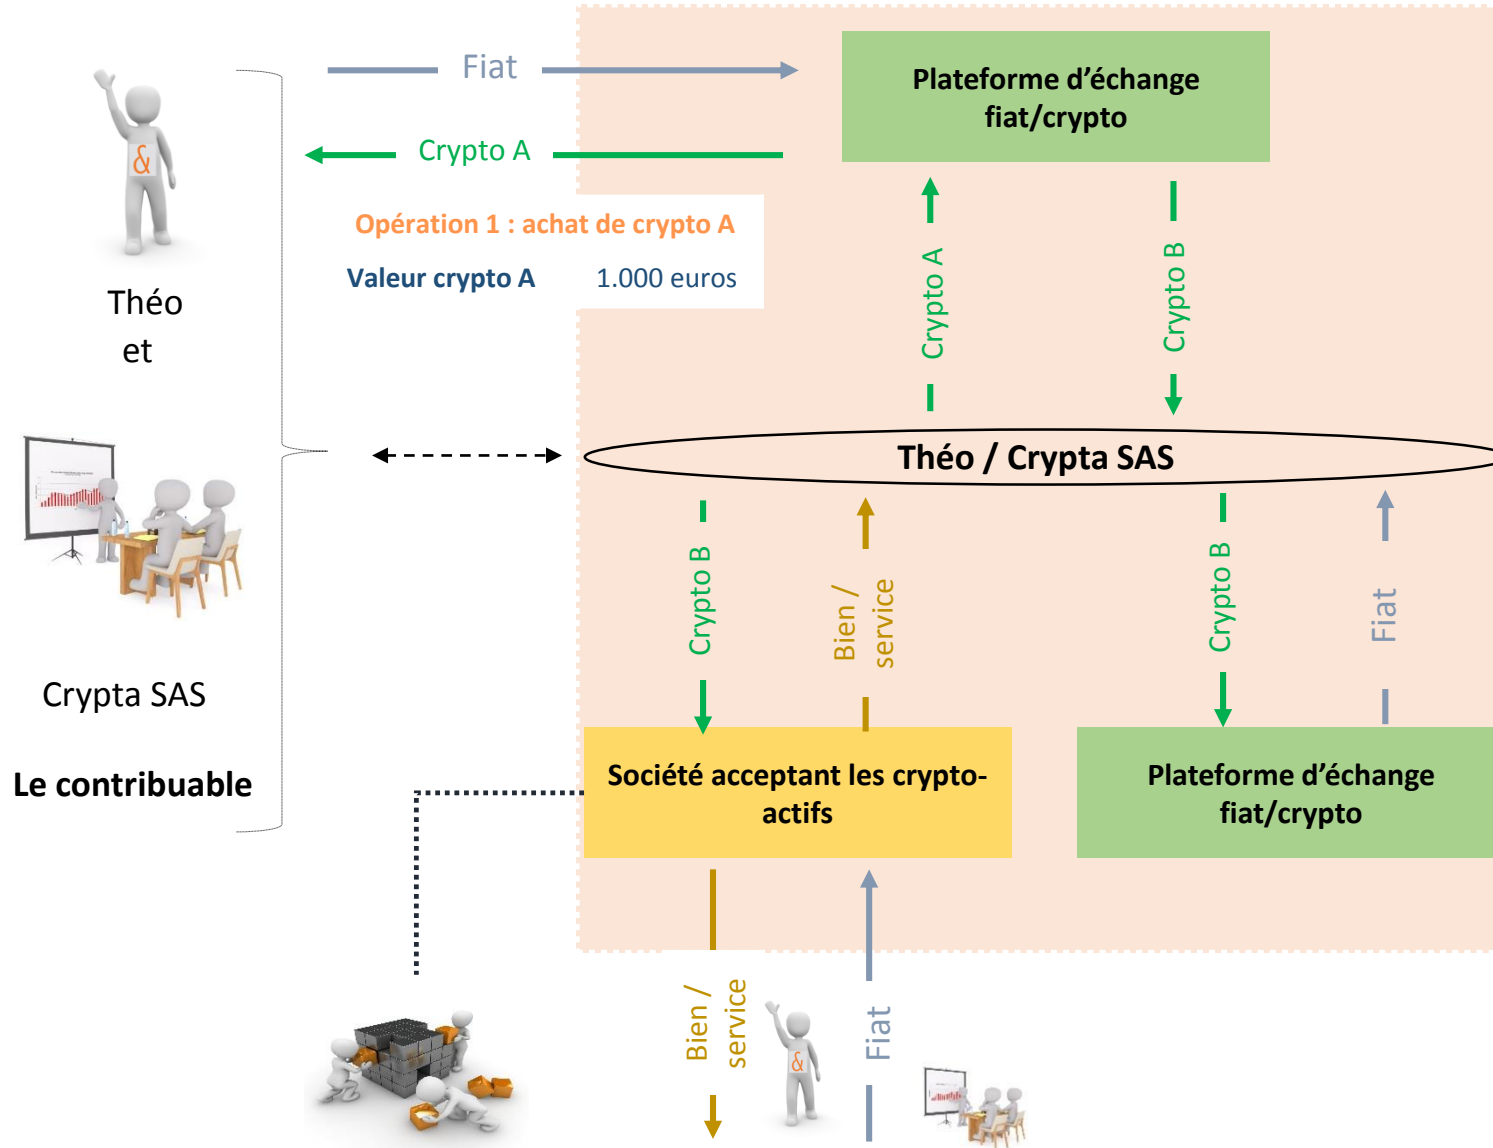 Fiat
Plateforme d'échange
fiat/crypto
&
Crypto A
Opération 1 : achat de crypto A
Valeur crypto A 1.000 euros
Théo
et
Crypto A
Crypto B
Théo / Crypta SAS
Crypto B
Bien /
service
Crypto B
Fiat
Crypta SAS
Le contribuable
Société acceptant les crypto-
actifs
Plateforme d'échange
fiat/crypto
Bien /
service
&
Fiat